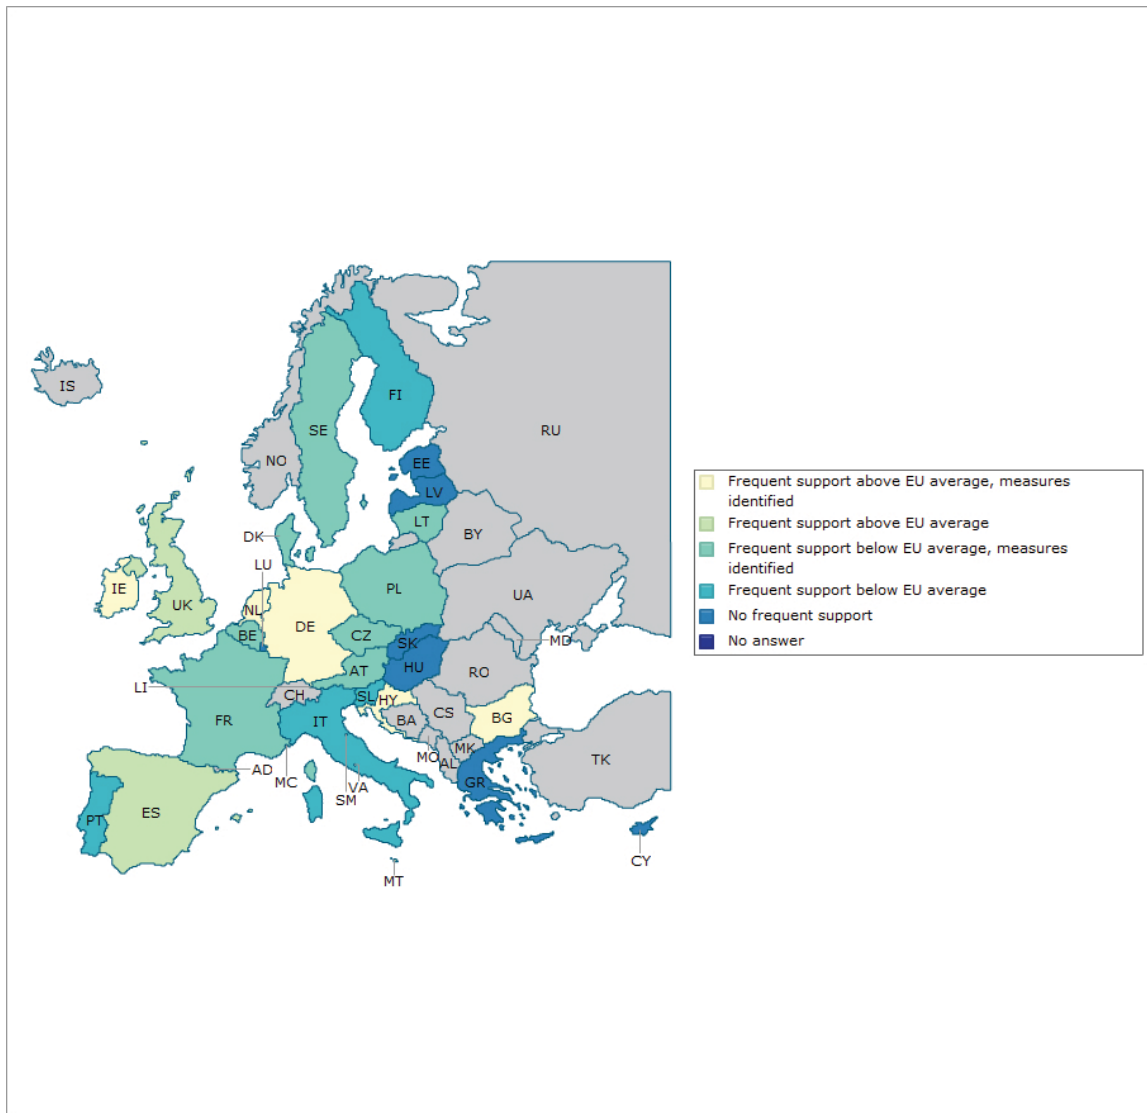 IS
FI
SE
RU
NO
EE
LV
LT
DK
BY
LU
IE
PL
UK
NL
UA
DE
BE
CZ
SK
MD
AT
HU
RO
LI
CH
SL
HY
IT
CS
BG
FR
BA
MO
MK
AL
TK
AD
MC
VA
SM
GR
ES
PT
CY
MT
Frequent support above EU average, measures
identified
Frequent support above EU average
Frequent support below EU average, measures
identified
Frequent support below EU average
No frequent support
No answer